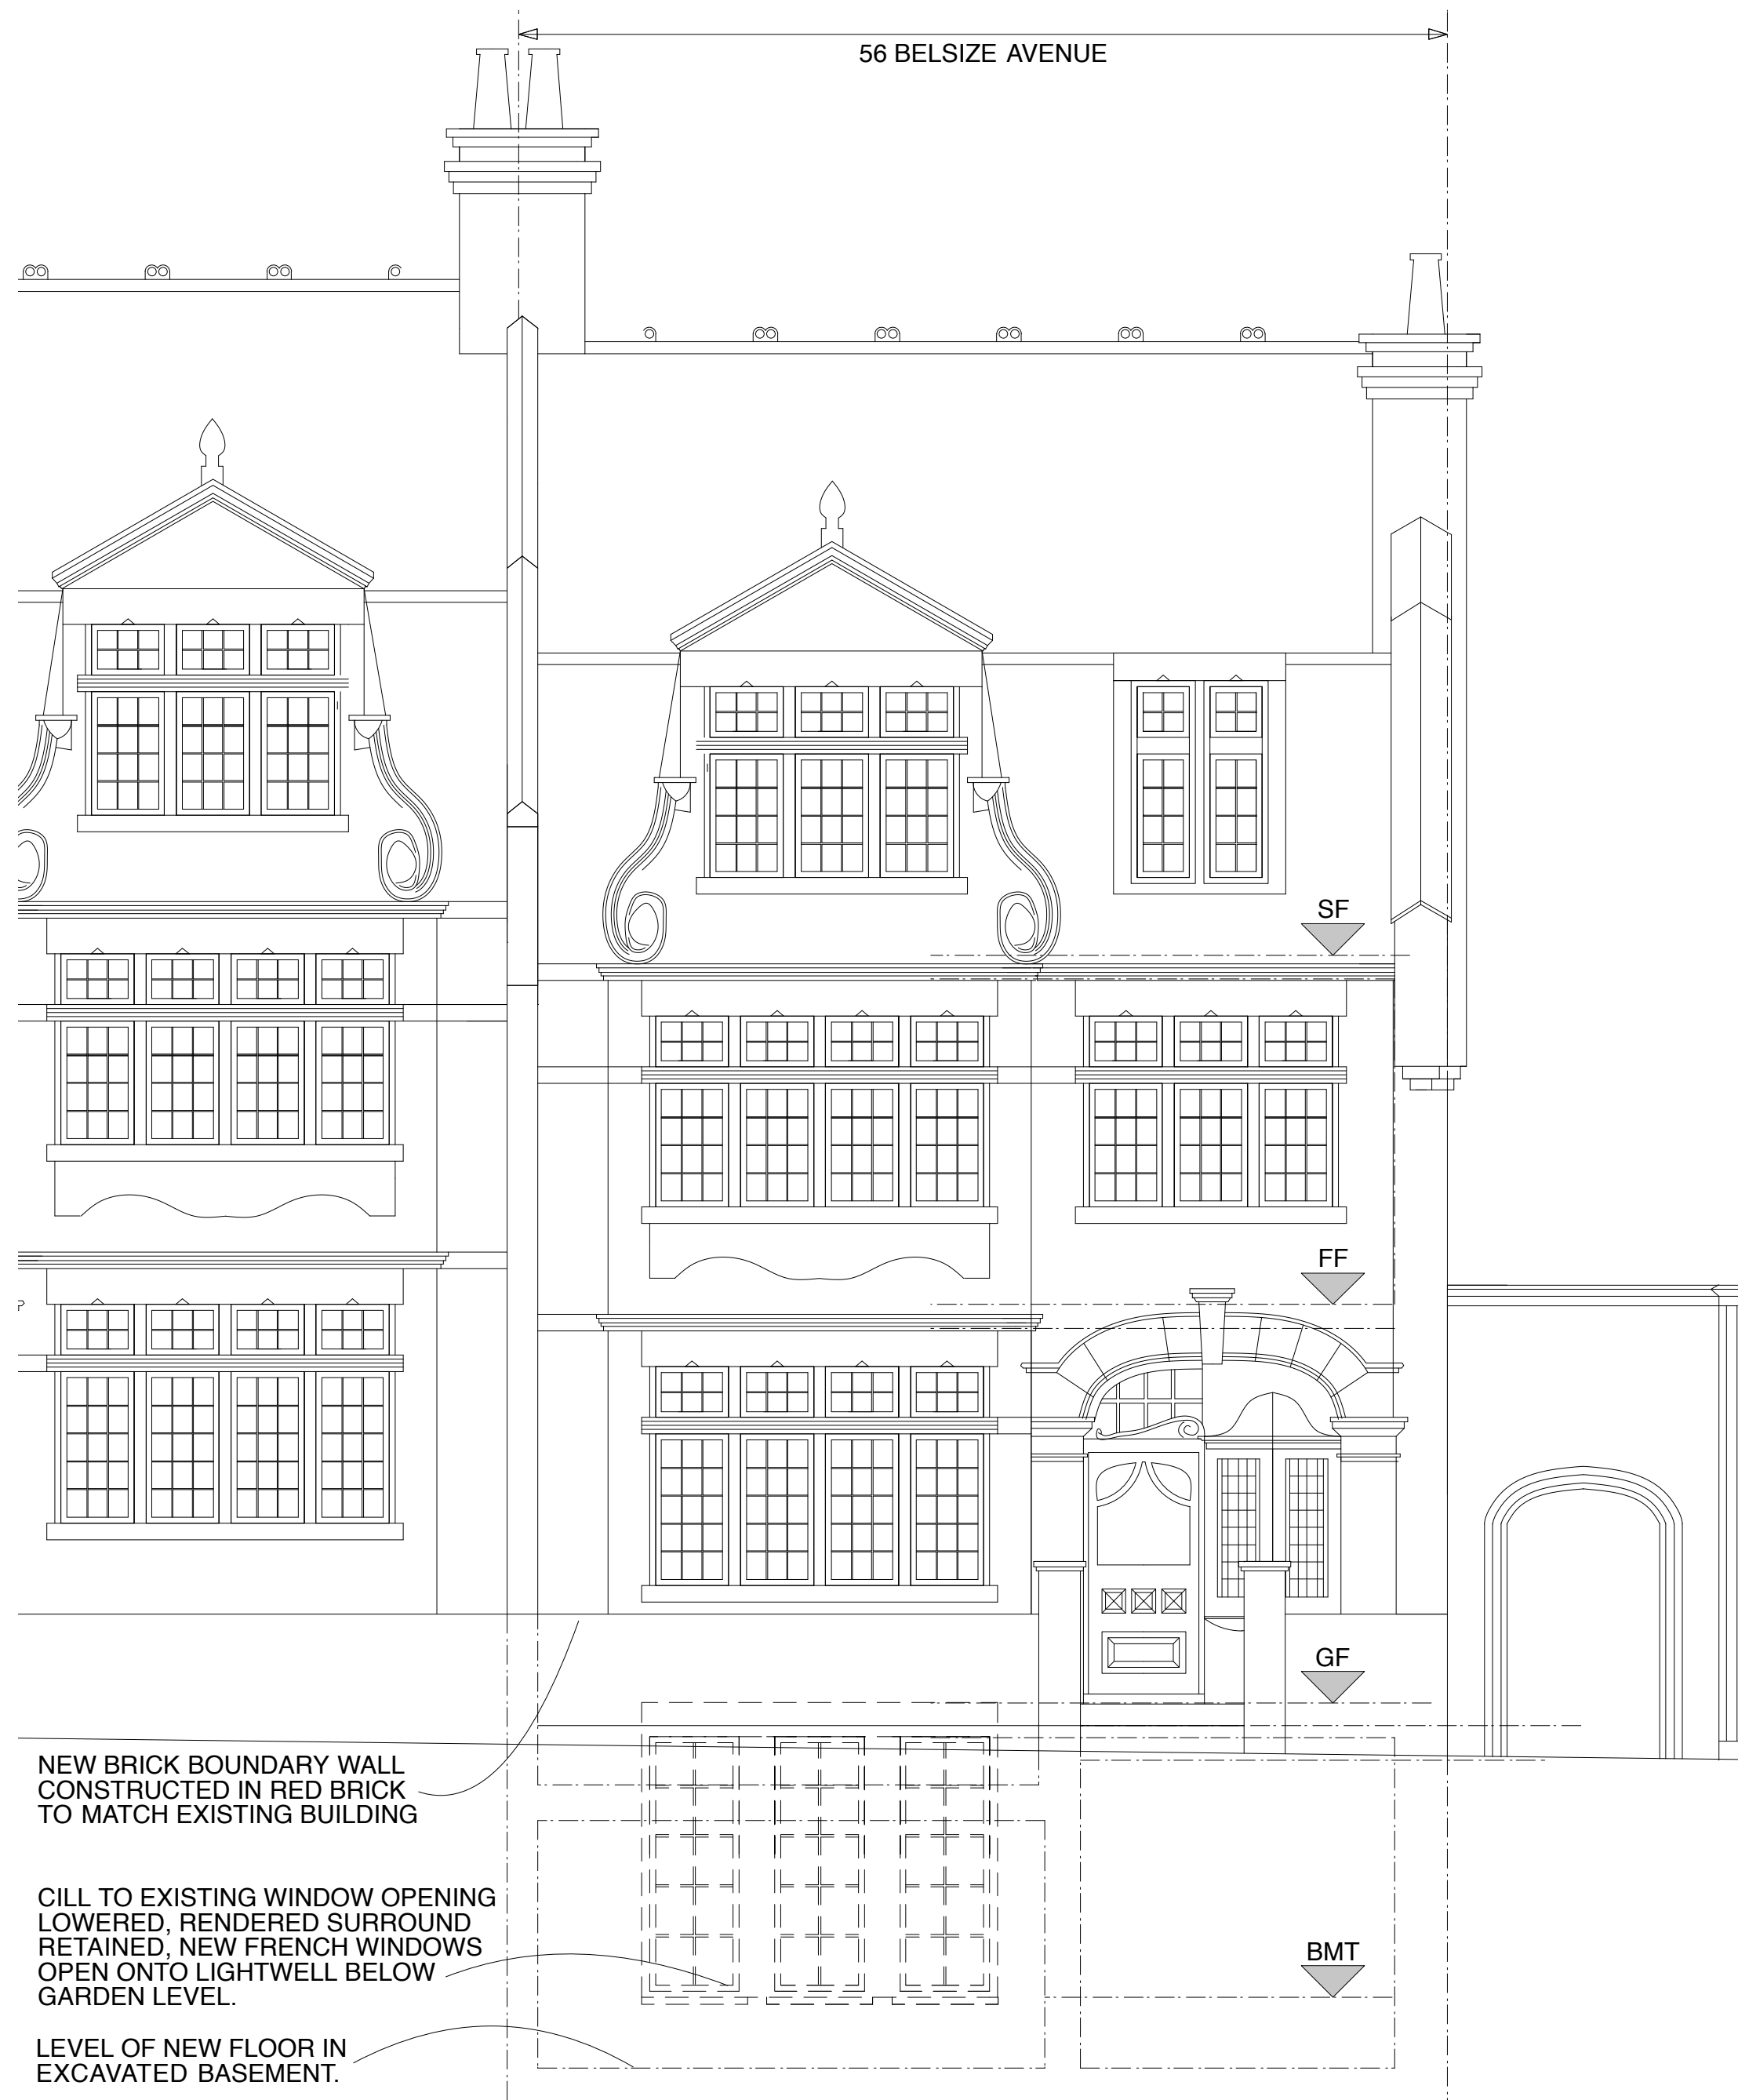 56 BELSIZE AVENUE
SF
FF
P
GF
NEW BRICK BOUNDARY WALL
CONSTRUCTED IN RED BRICK
TO MATCH EXISTING BUILDING
CILL TO EXISTING WINDOW OPENING
LOWERED, RENDERED SURROUND
RETAINED, NEW FRENCH WINDOWS
OPEN ONTO LIGHTWELL BELOW
GARDEN LEVEL.
BMT
LEVEL OF NEW FLOOR IN
EXCAVATED BASEMENT.